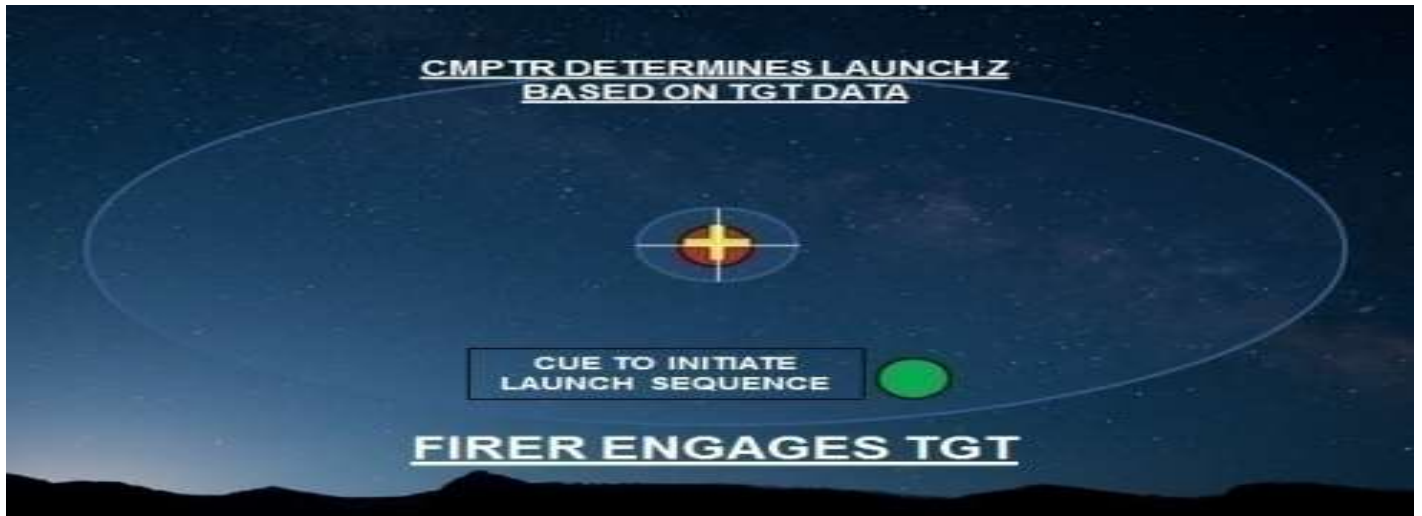 CMPTR DETERMINES LAUNCH Z
BASED ON TGT DATA
CUE TO INITIATE
LAUNCH SEQUENCE
FIRER ENGAGES TGT